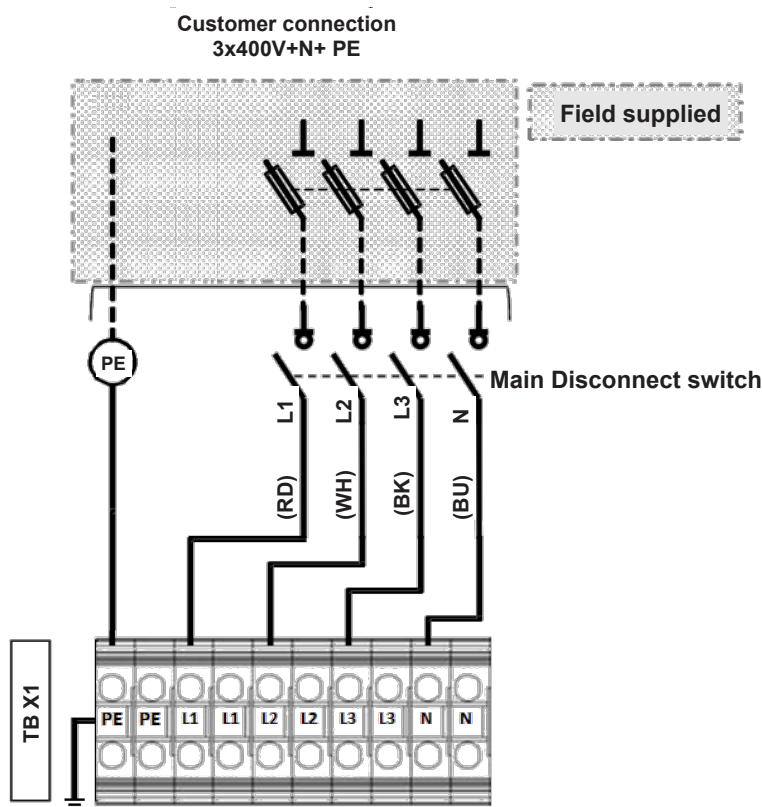 Customer connection
3x400V+N+ PE
Field supplied
PE
Main Disconnect switch
L1
L2
L3
N
(RD)
(WH)
(BK)
(BU)
TB X1
PE PE L1 L1 L2 L2 L3 L3 N N